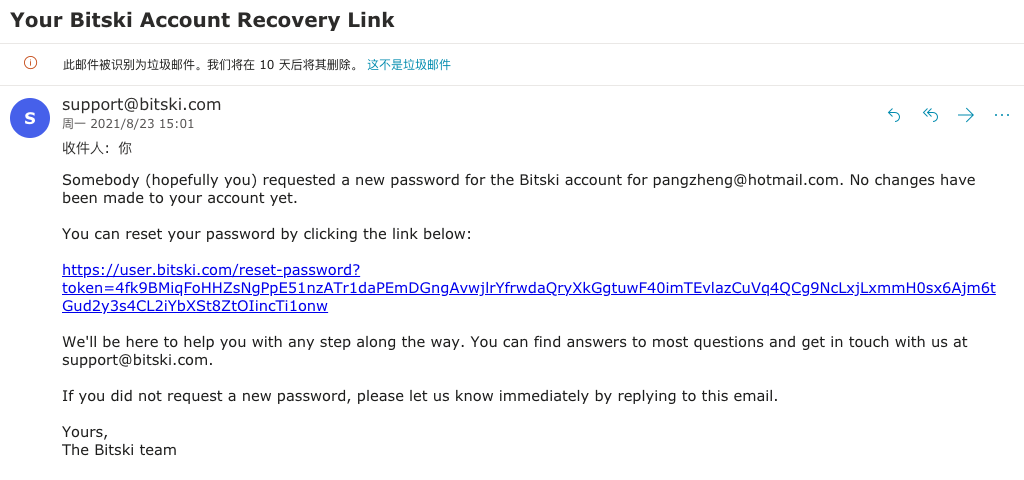 Your Bitski Account Recovery Link
此邮件被识别为垃圾邮件。我们将在 10 天后将其删除。 这不是垃圾邮件
S
support@bitski.com
周一 2021/8/23 15:01
收件人: 你
Somebody (hopefully you) requested a new password for the Bitski account for pangzheng@hotmail.com. No changes have
been made to your account yet.
You can reset your password by clicking the link below:
https://user.bitski.com/reset-password?
token=4fk9BMiqFoHHZsNgPpE51nzATr1daPEmDGngAvwjlrYfrwdaQryXkGgtuwF40imTEvlazCuVq4QCg9NcLxjLxmmH0sx6Ajm6t
Gud2y3s4CL2iYbXSt8ZtOIincTi1onw
We'll be here to help you with any step along the way. You can find answers to most questions and get in touch with us at
support@bitski.com.
If you did not request a new password, please let us know immediately by replying to this email.
Yours,
The Bitski team